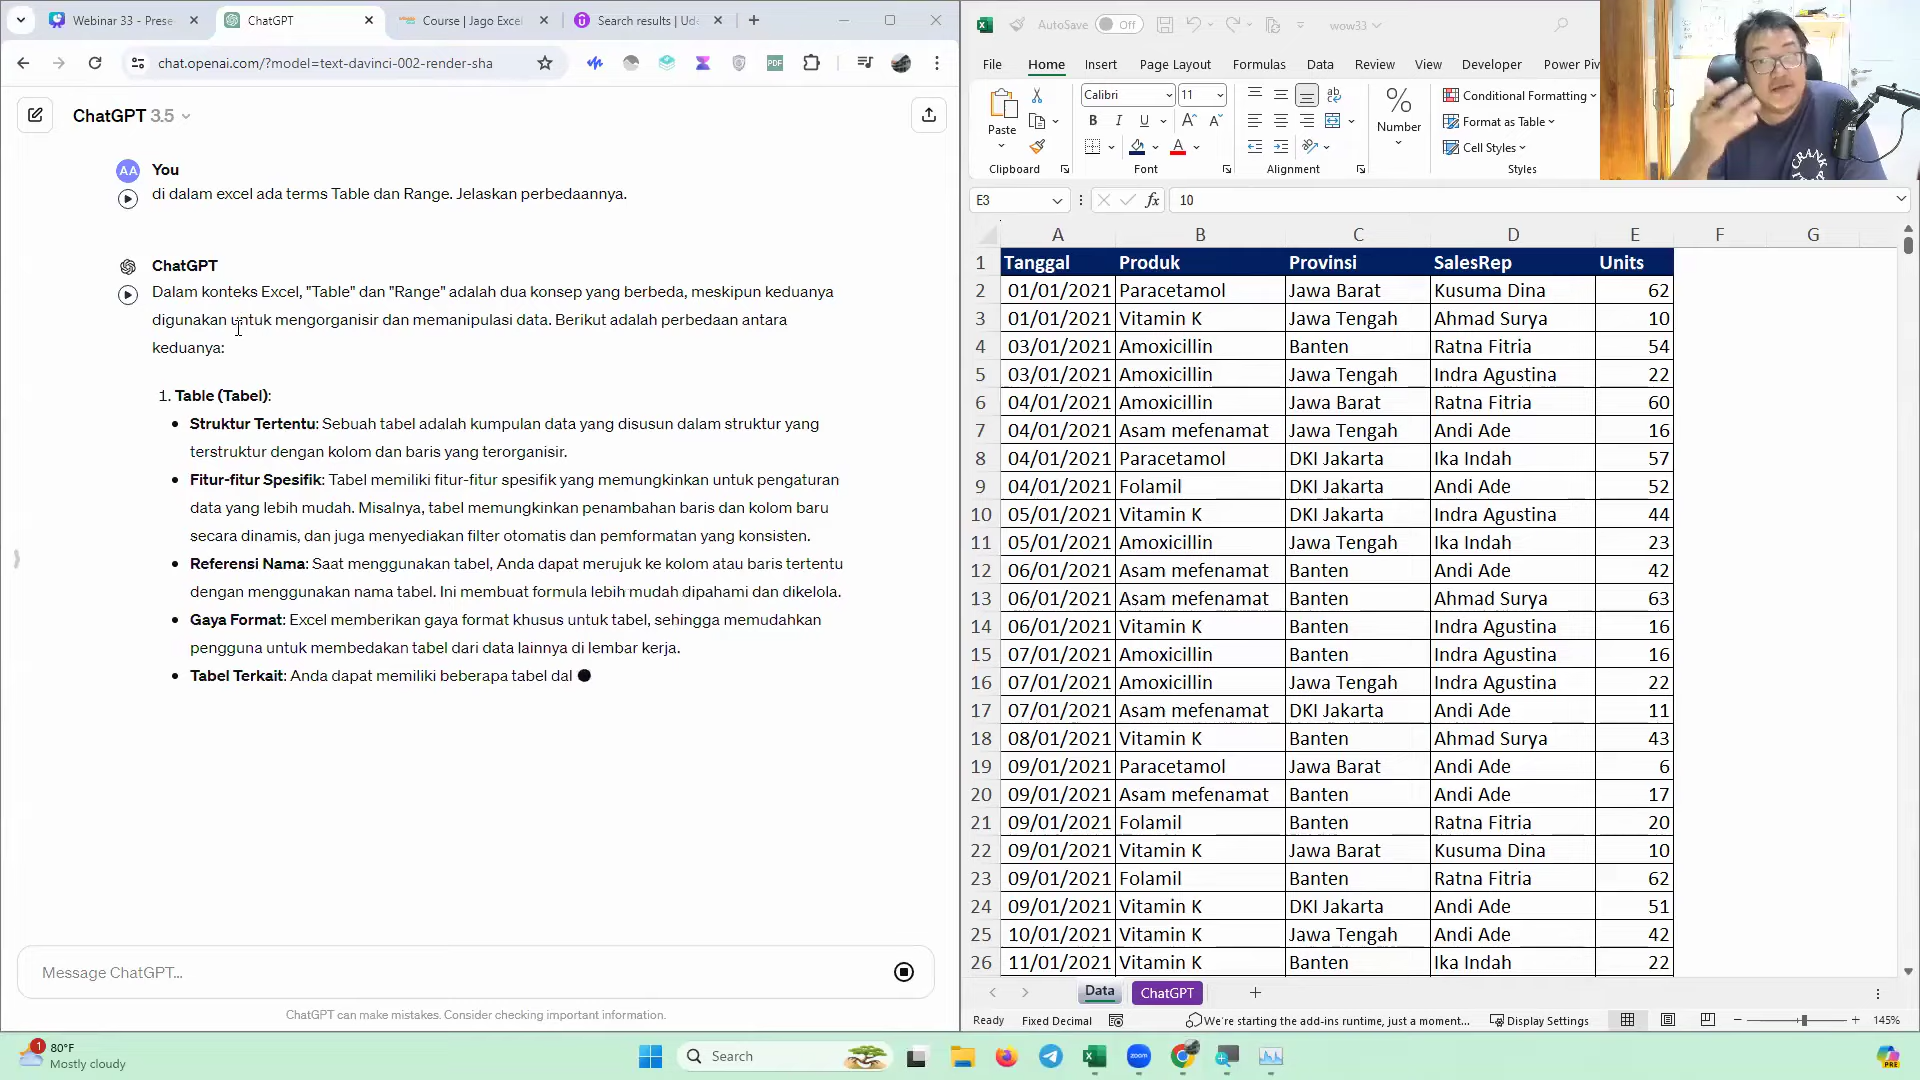 Webinar 33 - Prese
ChatGPT
Course | Jago Excel
Search results | Ude
chat.openai.com/?model=text-davinci-002-render-sha
ChatGPT 3.5
AA
You
di dalam excel ada terms Table dan Range. Jelaskan perbedaannya.
ChatGPT
Dalam konteks Excel, "Table" dan "Range" adalah dua konsep yang berbeda, meskipun keduanya
digunakan untuk mengorganisir dan memanipulasi data. Berikut adalah perbedaan antara
keduanya:
1. Table (Tabel):
• Struktur Tertentu: Sebuah tabel adalah kumpulan data yang disusun dalam struktur yang
terstruktur dengan kolom dan baris yang terorganisir.
• Fitur-fitur Spesifik: Tabel memiliki fitur-fitur spesifik yang memungkinkan untuk pengaturan
data yang lebih mudah. Misalnya, tabel memungkinkan penambahan baris dan kolom baru
secara dinamis, dan juga menyediakan filter otomatis dan pemformatan yang konsisten.
• Referensi Nama: Saat menggunakan tabel, Anda dapat merujuk ke kolom atau baris tertentu
dengan menggunakan nama tabel. Ini membuat formula lebih mudah dipahami dan dikelola.
• Gaya Format: Excel memberikan gaya format khusus untuk tabel, sehingga memudahkan
pengguna untuk membedakan tabel dari data lainnya di lembar kerja.
• Tabel Terkait: Anda dapat memiliki beberapa tabel dal
Message ChatGPT...
ChatGPT can make mistakes. Consider checking important information.
AutoSave Off wow33
File Home Insert Page Layout Formulas Data Review View Developer Power Piv
Paste
Calibri 11
B I U
Number
%
Conditional Formatting
Format as Table
Cell Styles
Clipboard Font Alignment Styles
CRANK
E3 fx 10
A B C D E F G
1 Tanggal Produk Provinsi SalesRep Units
2 01/01/2021 Paracetamol Jawa Barat Kusuma Dina 62
3 01/01/2021 Vitamin K Jawa Tengah Ahmad Surya 10
4 03/01/2021 Amoxicillin Banten Ratna Fitria 54
5 03/01/2021 Amoxicillin Jawa Tengah Indra Agustina 22
6 04/01/2021 Amoxicillin Jawa Barat Ratna Fitria 60
7 04/01/2021 Asam mefenamat Jawa Tengah Andi Ade 16
8 04/01/2021 Paracetamol DKI Jakarta Ika Indah 57
9 04/01/2021 Folamil DKI Jakarta Andi Ade 52
10 05/01/2021 Vitamin K DKI Jakarta Indra Agustina 44
11 05/01/2021 Amoxicillin Jawa Tengah Ika Indah 23
12 06/01/2021 Asam mefenamat Banten Andi Ade 42
13 06/01/2021 Asam mefenamat Banten Ahmad Surya 63
14 06/01/2021 Vitamin K Banten Indra Agustina 16
15 07/01/2021 Amoxicillin Banten Indra Agustina 16
16 07/01/2021 Amoxicillin Jawa Tengah Indra Agustina 22
17 07/01/2021 Asam mefenamat DKI Jakarta Andi Ade 11
18 08/01/2021 Vitamin K Banten Ahmad Surya 43
19 09/01/2021 Paracetamol Jawa Barat Andi Ade 6
20 09/01/2021 Asam mefenamat Banten Andi Ade 17
21 09/01/2021 Folamil Banten Ratna Fitria 20
22 09/01/2021 Vitamin K Jawa Barat Kusuma Dina 10
23 09/01/2021 Folamil Banten Ratna Fitria 62
24 09/01/2021 Vitamin K DKI Jakarta Andi Ade 51
25 10/01/2021 Vitamin K Jawa Tengah Andi Ade 42
26 11/01/2021 Vitamin K Banten Ika Indah 22
Data ChatGPT
Ready Fixed Decimal We're starting the add-ins runtime, just a moment... Display Settings 145%
1
80°F
Mostly cloudy
Search
zoom
PRE